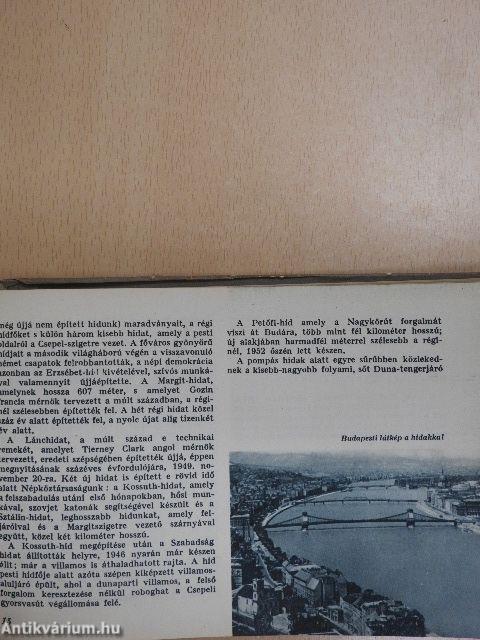 még újjá nem épített hidunk) maradványait, a régi
hídfőket s külön három kisebb hidat, amely a pesti
oldalról a Csepel-szigetre vezet. A főváros gyönyörű
hídjait a második világháború végén a visszavonuló
német csapatok felrobbantották, a népi demokrácia
azonban az Erzsébet-híd kivételével, szívós munká-
val valamennyit újjáépítette. A Margit-hidat,
amelynek hossza 607 méter, s amelyet Gozin
francia mérnök tervezett a múlt században, a régi-
nél szélesebben építették fel. A hét régi hidat közel
száz év alatt építették fel, a nyole újat alig tizenkét
év alatt.
A Lánchidat, a múlt század e technikai
remekét, amelyet Tierney Clark angol mérnök
tervezett, eredeti szépségében építették újjá, éppen
megnyitásának százéves évfordulójára, 1949. no-
vember 20-ra. Két új hidat is épített e rövid idő
alatt Népköztársaságunk: a Kossuth-hidat, amely
a felszabadulás utáni első hónapokban, hősi mun-
kával, szovjet katonák segítségével készült és a
Sztálin-hidat, leghosszabb hidunkat, amely fel-
járóival és a Margitszigetre vezető szárnyával
együtt, közel két kilométer hosszú.
A Kossuth-híd megépítése után a Szabadság
hidat állították helyre, 1946 nyarán már készen
állt; már a villamos is áthaladhatott rajta. A híd
pesti hídfője alatt azóta szépen kiképzett villamos-
aluljáró épült, ahol a dunaparti villamos, a felső
forgalom keresztezése nélkül roboghat a Csepeli
gyorsvasút végállomása felé.
A Petőfi-híd amely a Nagykörút forgalmát
viszi át Budára, több mint fél kilométer hosszú;
új alakjában harmadfél méterrel szélesebb a régi-
nél, 1952 őszén lett készen.
A pompás hidak alatt egyre sűrűbben közleked-
nek a kisebb-nagyobb folyami, sőt Duna-tengerjáró
Budapesti látkép a hidakkal
Antikvárium.hu